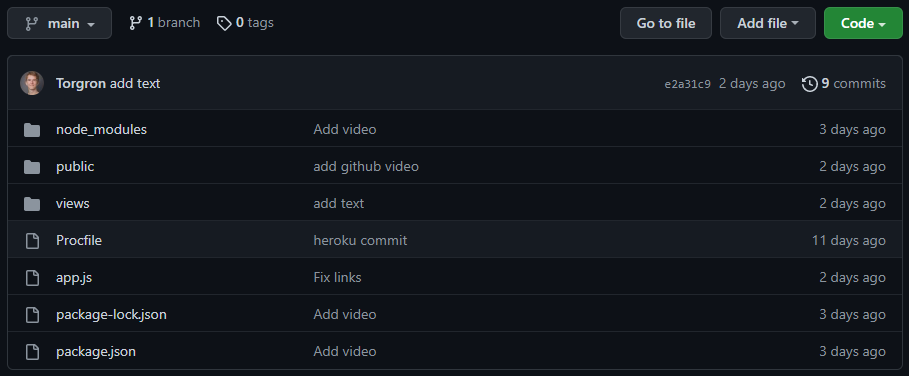 main 1 branch 0 tags Go to file Add file Code
Torgron add text e2a31c9 2 days ago 9 commits
node_modules Add video 3 days ago
public add github video 2 days ago
views add text 2 days ago
Procfile heroku commit 11 days ago
app.js Fix links 2 days ago
package-lock.json Add video 3 days ago
package.json Add video 3 days ago